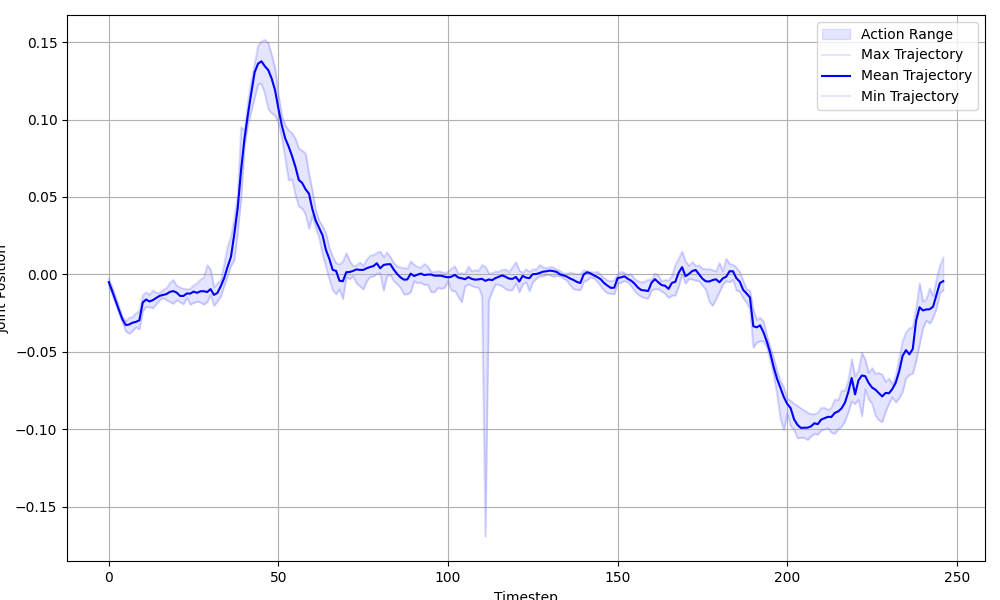 Action Range
Max Trajectory
Mean Trajectory
Min Trajectory
0.15
0.10
0.05
0.00
−0.05
−0.10
−0.15
Joint Position
0
50
100
150
200
250
Timestep